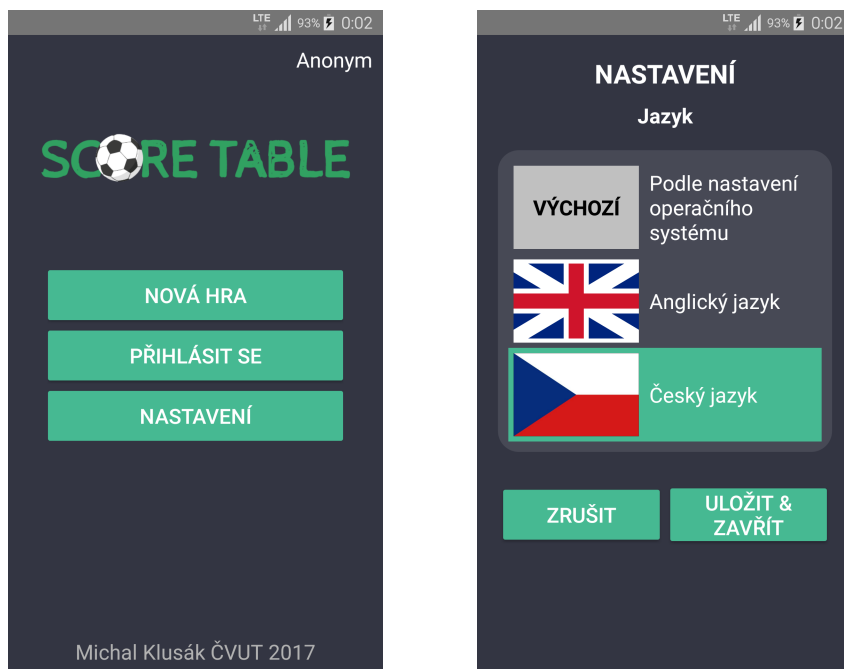 LTE 93% 0:02
Anonym
SCORE TABLE
NOVÁ HRA
PŘIHLÁSIT SE
NASTAVENÍ
Michal Klusák ČVUT 2017
LTE 93% 0:02
NASTAVENÍ
Jazyk
VÝCHOZÍ
Podle nastavení
operačního
systému
Anglický jazyk
Český jazyk
ZRUŠIT
ULOŽIT &
ZAVŘÍT